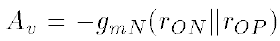 A_v = −g_{mN}(r_{ON}‖r_{OP})